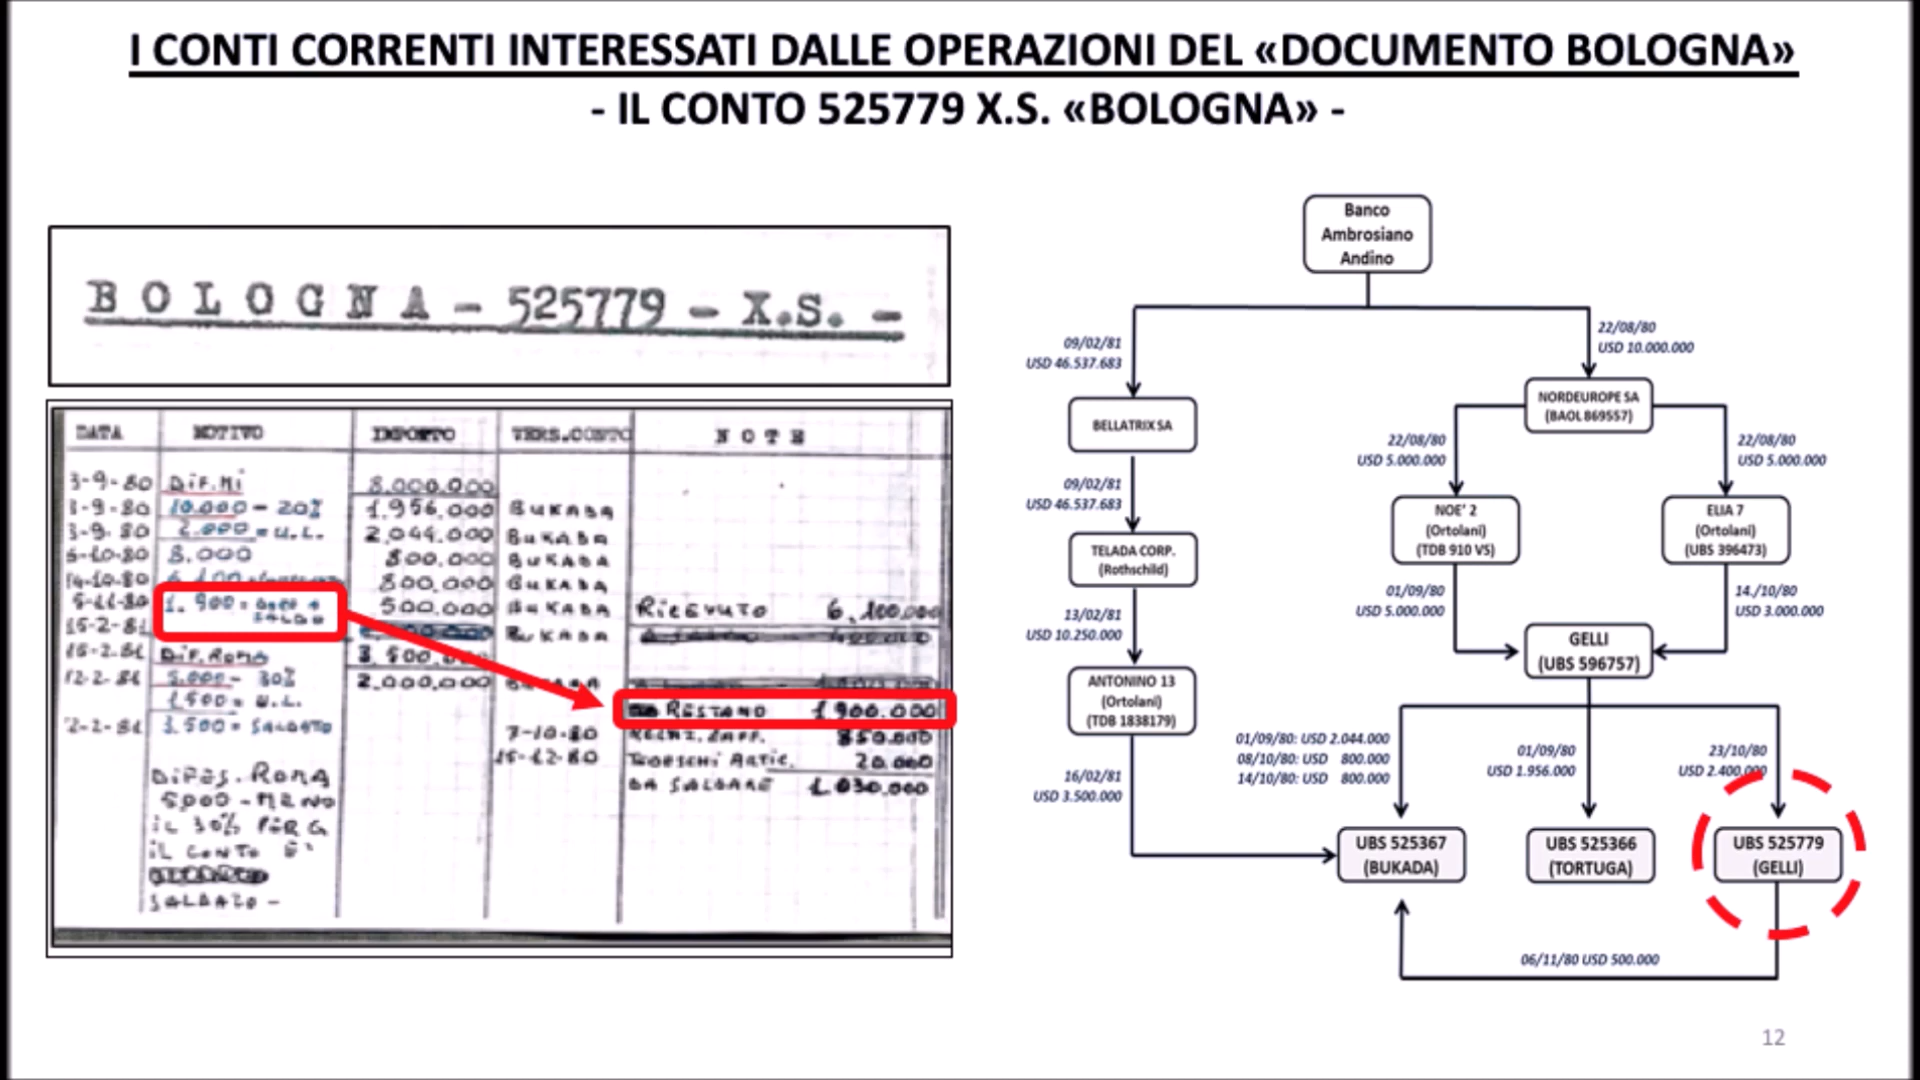 I CONTI CORRENTI INTERESSATI DALLE OPERAZIONI DEL «DOCUMENTO BOLOGNA»
- IL CONTO 525779 X.S. «BOLOGNA» -
BOLOGNA - 525779 - X.S. -
DATA MOTIVO IMPORTO VERS.CONTO NOTE
3-9-80 DIF.MI 8.000.000
3-9-80 10.000 - 20% 1.956.000 BUKADA
3-9-80 2.000 = U.L. 2.044.000 BUKADA
6-10-80 8.000 800.000 BUKADA
14-10-80 800.000 BUKADA
5-11-80 1.900 = 500.000 BUKADA RICEVUTO 6.100.000
SALDO
15-2-81 BUKADA
15-2-81 DIF.ROMA 3.500.000
12-2-81 5.000 - 30% 2.000.000
RESTANO 1.900.000
1.500 = U.L.
2-2-81 3.500 = SALDATO 7-10-80 850.000
15-12-80 TEDESCHI ARTIC. 20.000
DA SALDARE 1.030.000
DIFES. ROMA
5000 - MENO
IL 30% PER G
IL CONTO E'
SALDATO -
Banco
Ambrosiano
Andino
09/02/81
USD 46.537.683
22/08/80
USD 10.000.000
BELLATRIX SA
NORDEUROPE SA
(BAOL 869557)
22/08/80
USD 5.000.000
22/08/80
USD 5.000.000
09/02/81
USD 46.537.683
NOE' 2
(Ortolani)
(TDB 910 VS)
ELIA 7
(Ortolani)
(UBS 396473)
TELADA CORP.
(Rothschild)
01/09/80
USD 5.000.000
14./10/80
USD 3.000.000
13/02/81
USD 10.250.000
GELLI
(UBS 596757)
ANTONINO 13
(Ortolani)
(TDB 1838179)
01/09/80: USD 2.044.000
08/10/80: USD 800.000
14/10/80: USD 800.000
01/09/80
USD 1.956.000
23/10/80
USD 2.400.000
16/02/81
USD 3.500.000
UBS 525367
(BUKADA)
UBS 525366
(TORTUGA)
UBS 525779
(GELLI)
06/11/80 USD 500.000
12